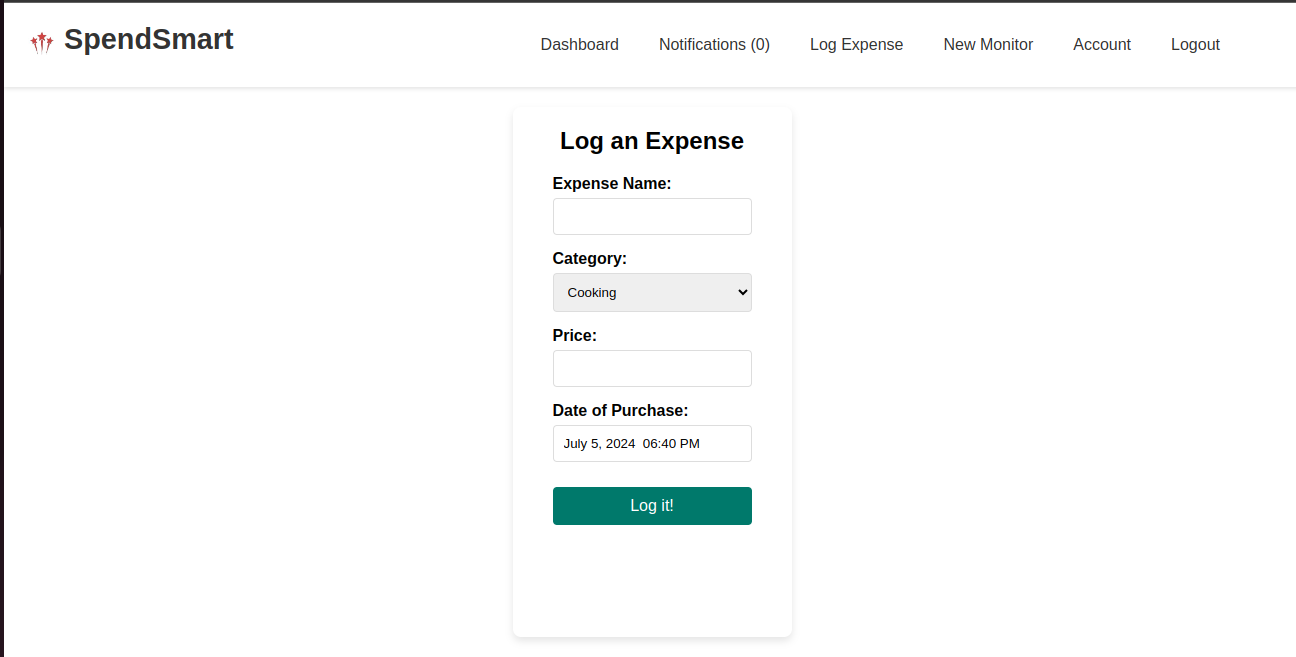 SpendSmart
Dashboard Notifications (0) Log Expense New Monitor Account Logout
Log an Expense
Expense Name:
Category:
Cooking
Price:
Date of Purchase:
July 5, 2024 06:40 PM
Log it!